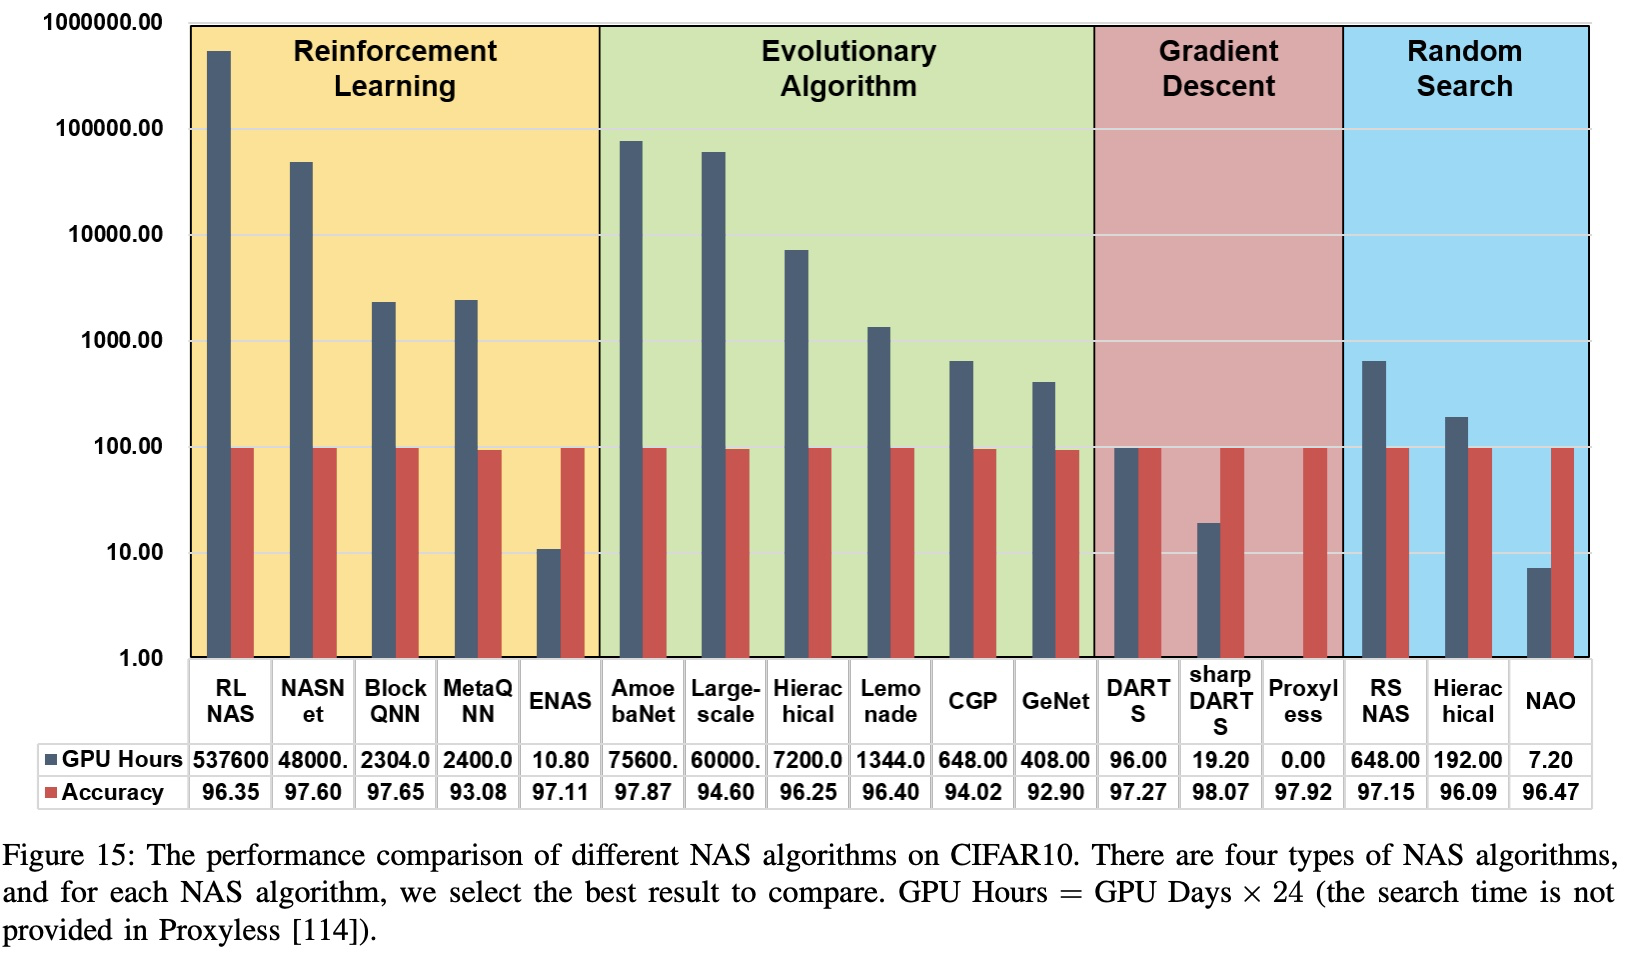 1000000.00
100000.00
10000.00
1000.00
100.00
10.00
1.00
Reinforcement
Learning
Evolutionary
Algorithm
Gradient
Descent
Random
Search
RL
NAS
NASN
et
Block
QNN
MetaQ
NN
ENAS
Amoe
baNet
Large-
scale
Hierac
hical
Lemo
nade
CGP
GeNet
DART
S
sharp
DART
S
Proxyl
ess
RS
NAS
Hierac
hical
NAO
GPU Hours 537600 48000. 2304.0 2400.0 10.80 75600. 60000. 7200.0 1344.0 648.00 408.00 96.00 19.20 0.00 648.00 192.00 7.20
Accuracy 96.35 97.60 97.65 93.08 97.11 97.87 94.60 96.25 96.40 94.02 92.90 97.27 98.07 97.92 97.15 96.09 96.47
Figure 15: The performance comparison of different NAS algorithms on CIFAR10. There are four types of NAS algorithms,
and for each NAS algorithm, we select the best result to compare. GPU Hours = GPU Days × 24 (the search time is not
provided in Proxyless [114]).